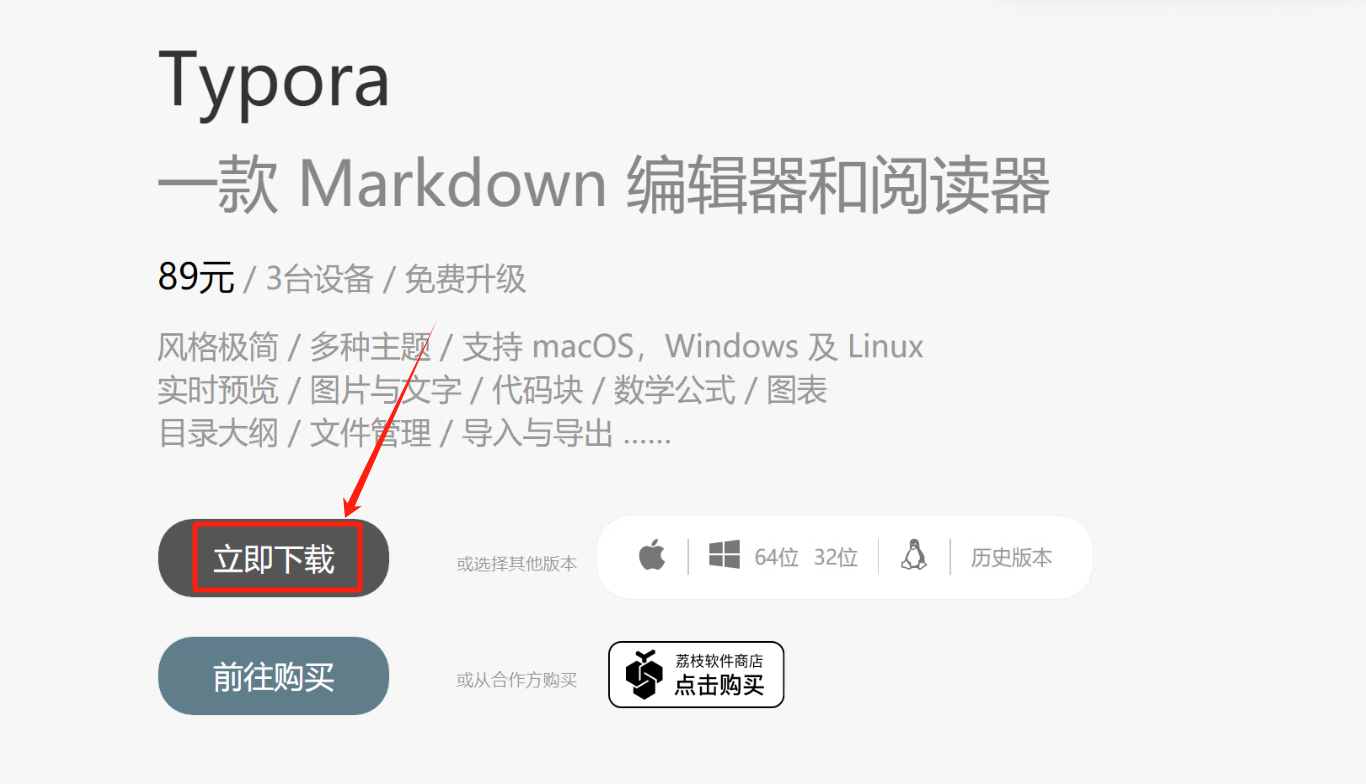 Typora
一款 Markdown 编辑器和阅读器
89元 / 3台设备 / 免费升级
风格极简 / 多种主题 / 支持 macOS，Windows 及 Linux
实时预览 / 图片与文字 / 代码块 / 数学公式 / 图表
目录大纲 / 文件管理 / 导入与导出 ......
立即下载
或选择其他版本
64位 32位
历史版本
前往购买
或从合作方购买
荔枝软件商店
点击购买